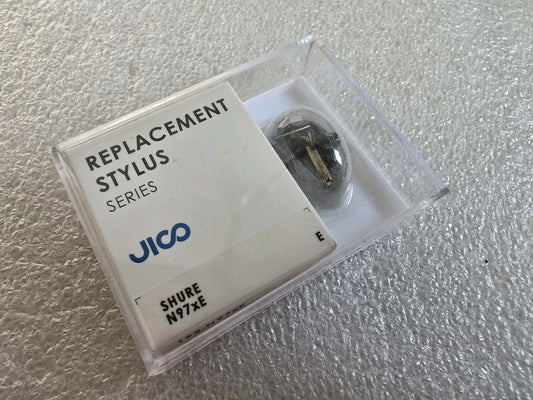 REPLACEMENT
STYLUS
SERIES
JICO
E
SHURE
N97xE